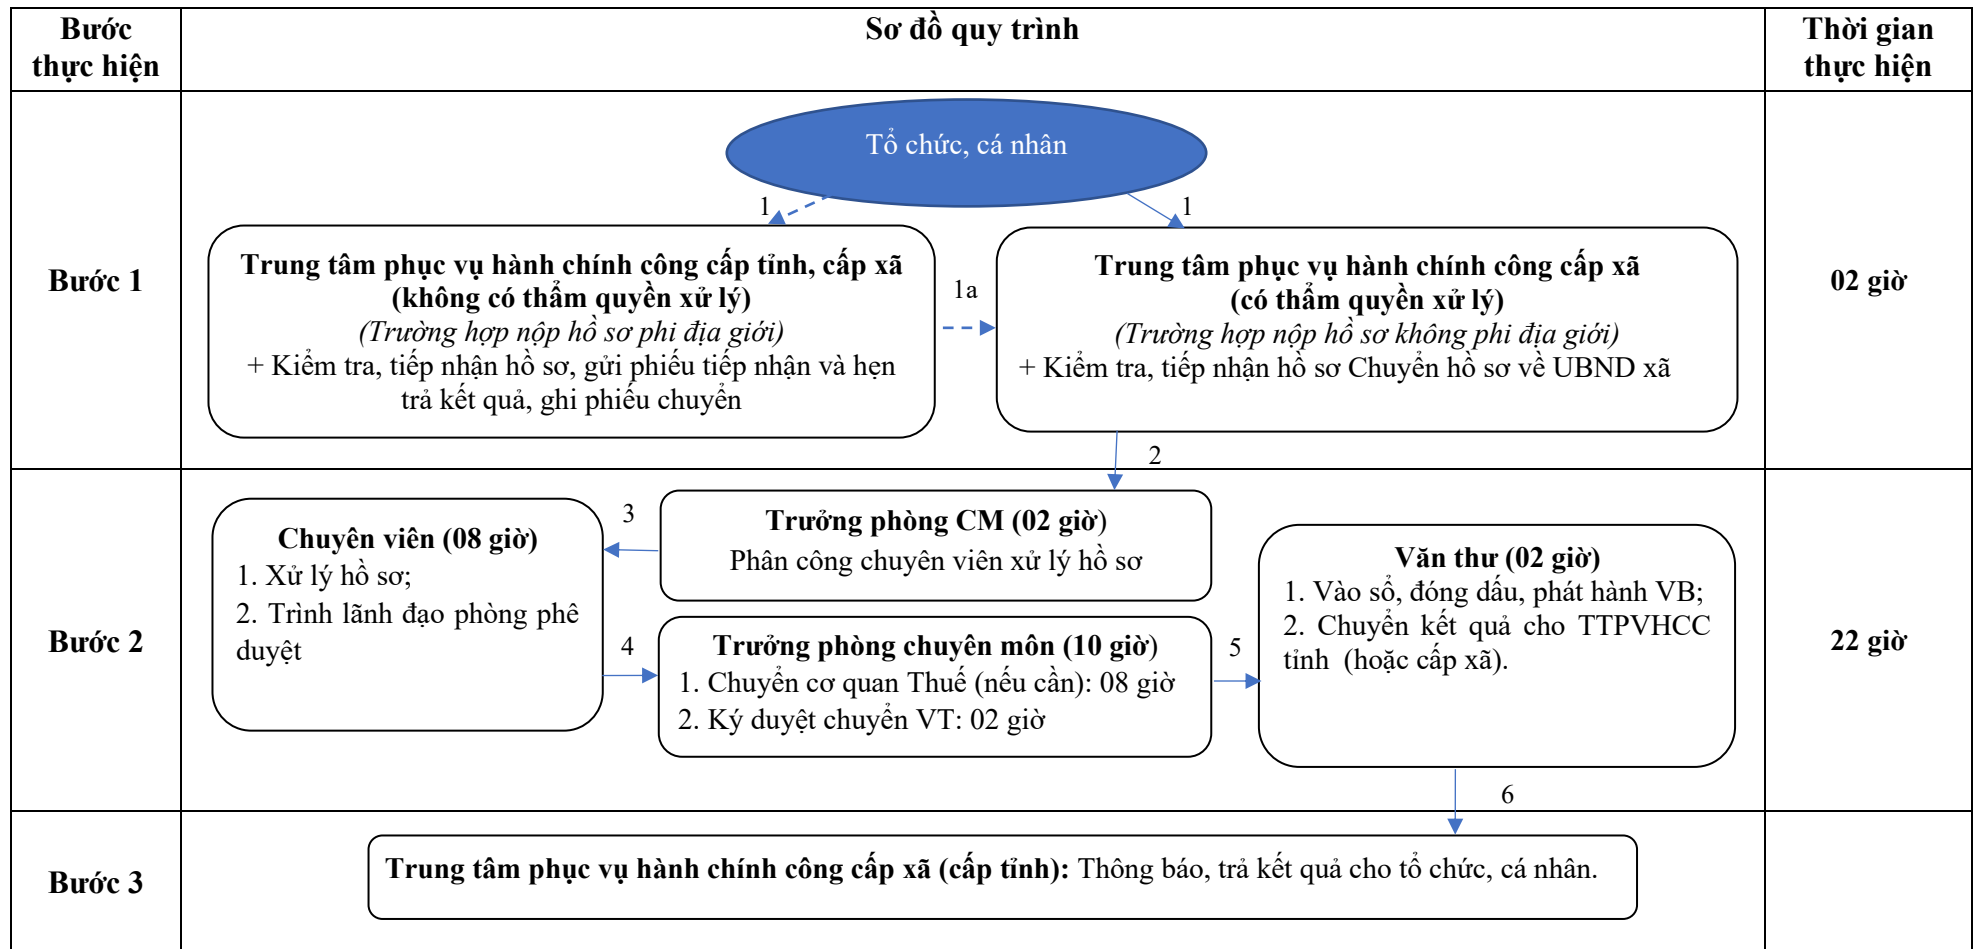 Bước
thực hiện
Sơ đồ quy trình
Thời gian
thực hiện
Bước 1
Tổ chức, cá nhân
1
1
Trung tâm phục vụ hành chính công cấp tỉnh, cấp xã
(không có thẩm quyền xử lý)
(Trường hợp nộp hồ sơ phi địa giới)
+ Kiểm tra, tiếp nhận hồ sơ, gửi phiếu tiếp nhận và hẹn
trả kết quả, ghi phiếu chuyển
1a
Trung tâm phục vụ hành chính công cấp xã
(có thẩm quyền xử lý)
(Trường hợp nộp hồ sơ không phi địa giới)
+ Kiểm tra, tiếp nhận hồ sơ Chuyển hồ sơ về UBND xã
02 giờ
2
Bước 2
Chuyên viên (08 giờ)
1. Xử lý hồ sơ;
2. Trình lãnh đạo phòng phê
duyệt
3
Trưởng phòng CM (02 giờ)
Phân công chuyên viên xử lý hồ sơ
4
Trưởng phòng chuyên môn (10 giờ)
1. Chuyển cơ quan Thuế (nếu cần): 08 giờ
2. Ký duyệt chuyển VT: 02 giờ
5
Văn thư (02 giờ)
1. Vào sổ, đóng dấu, phát hành VB;
2. Chuyển kết quả cho TTPVHCC
tỉnh (hoặc cấp xã).
22 giờ
6
Bước 3
Trung tâm phục vụ hành chính công cấp xã (cấp tỉnh): Thông báo, trả kết quả cho tổ chức, cá nhân.